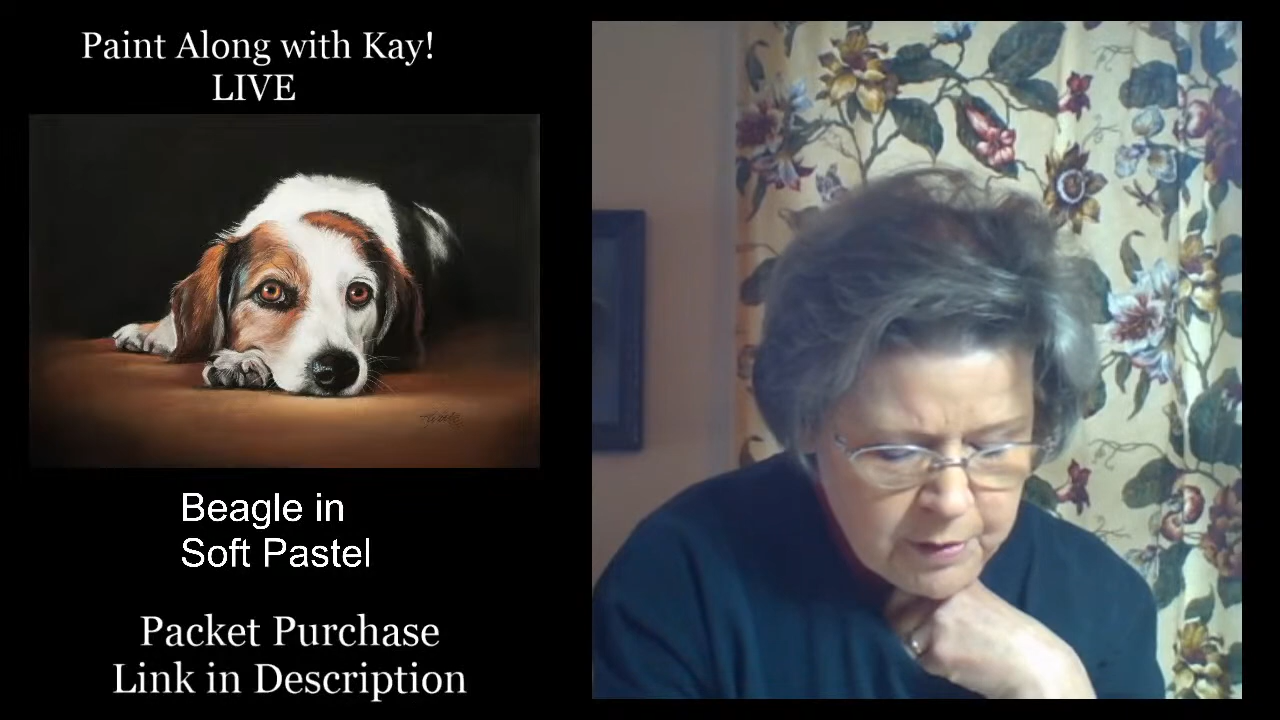 Paint Along with Kay!
LIVE
Beagle in
Soft Pastel
Packet Purchase
Link in Description